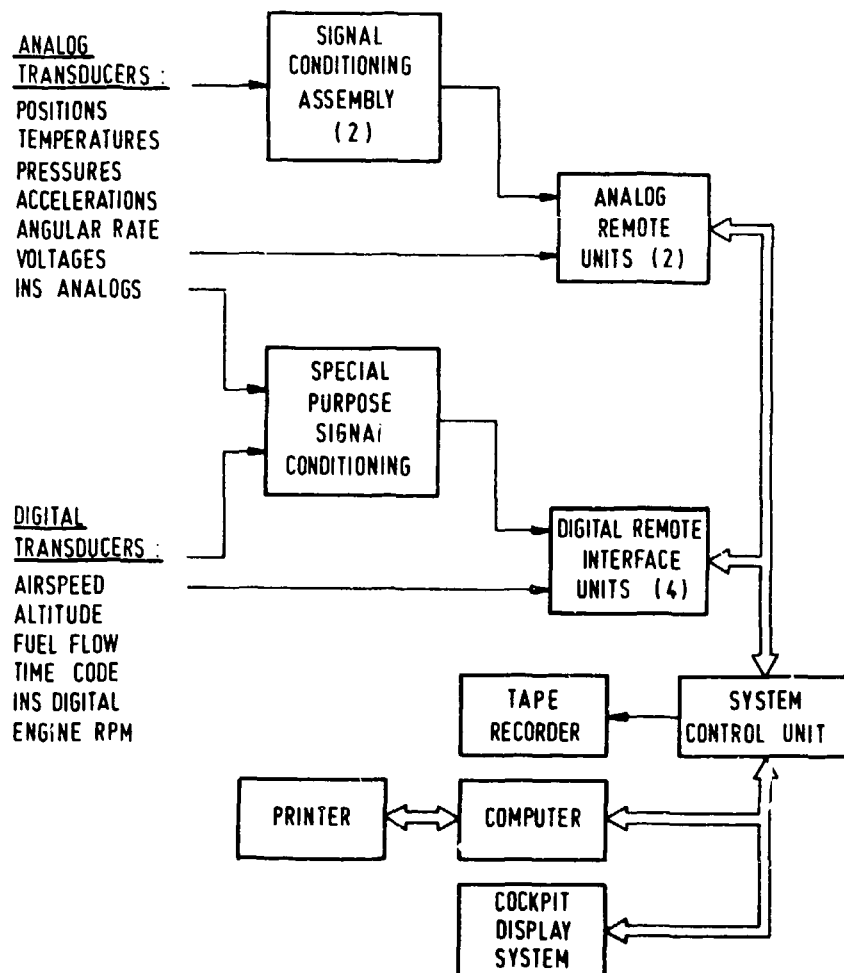 ANALOG
TRANSDUCERS :
POSITIONS
TEMPERATURES
PRESSURES
ACCELERATIONS
ANGULAR RATE
VOLTAGES
INS ANALOGS
SIGNAL
CONDITIONING
ASSEMBLY
(2)
ANALOG
REMOTE
UNITS (2)
SPECIAL
PURPOSE
SIGNAL
CONDITIONING
DIGITAL
TRANSDUCERS :
AIRSPEED
ALTITUDE
FUEL FLOW
TIME CODE
INS DIGITAL
ENGINE RPM
DIGITAL REMOTE
INTERFACE
UNITS (4)
TAPE
RECORDER
SYSTEM
CONTROL UNIT
PRINTER
COMPUTER
COCKPIT
DISPLAY
SYSTEM